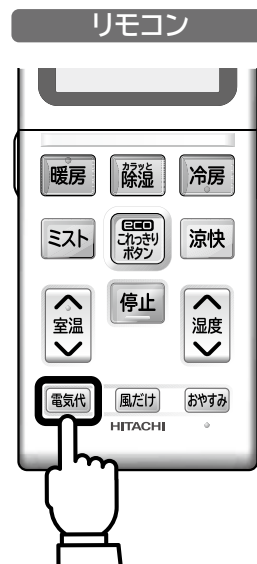 リモコン
暖房
カラッと
除湿
冷房
ミスト
eco
これっきり
ボタン
涼快
停止
室温
湿度
電気代
風だけ
おやすみ
HITACHI